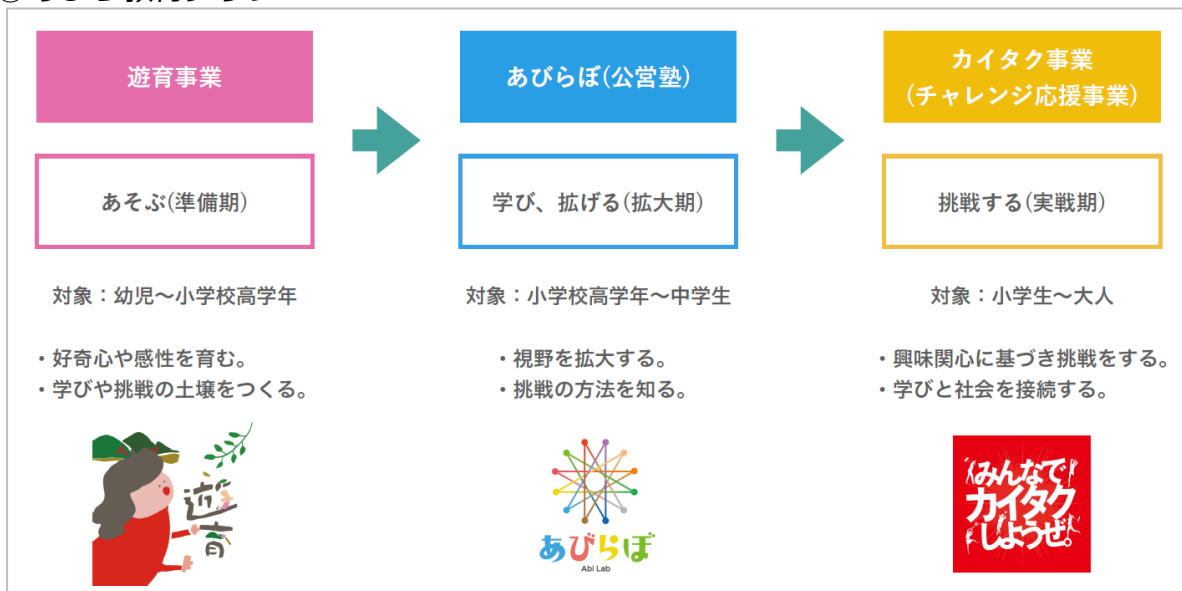 遊育事業
あそぶ(準備期)
対象：幼児～小学校高学年
・好奇心や感性を育む。
・学びや挑戦の土壌をつくる。
遊
育
あびらぼ(公営塾)
学び、拡げる(拡大期)
対象：小学校高学年～中学生
・視野を拡大する。
・挑戦の方法を知る。
あびらぼ
Abi Lab
カイタク事業
(チャレンジ応援事業)
挑戦する(実戦期)
対象：小学生～大人
・興味関心に基づき挑戦をする。
・学びと社会を接続する。
みんなで
カイタク
しようぜ。